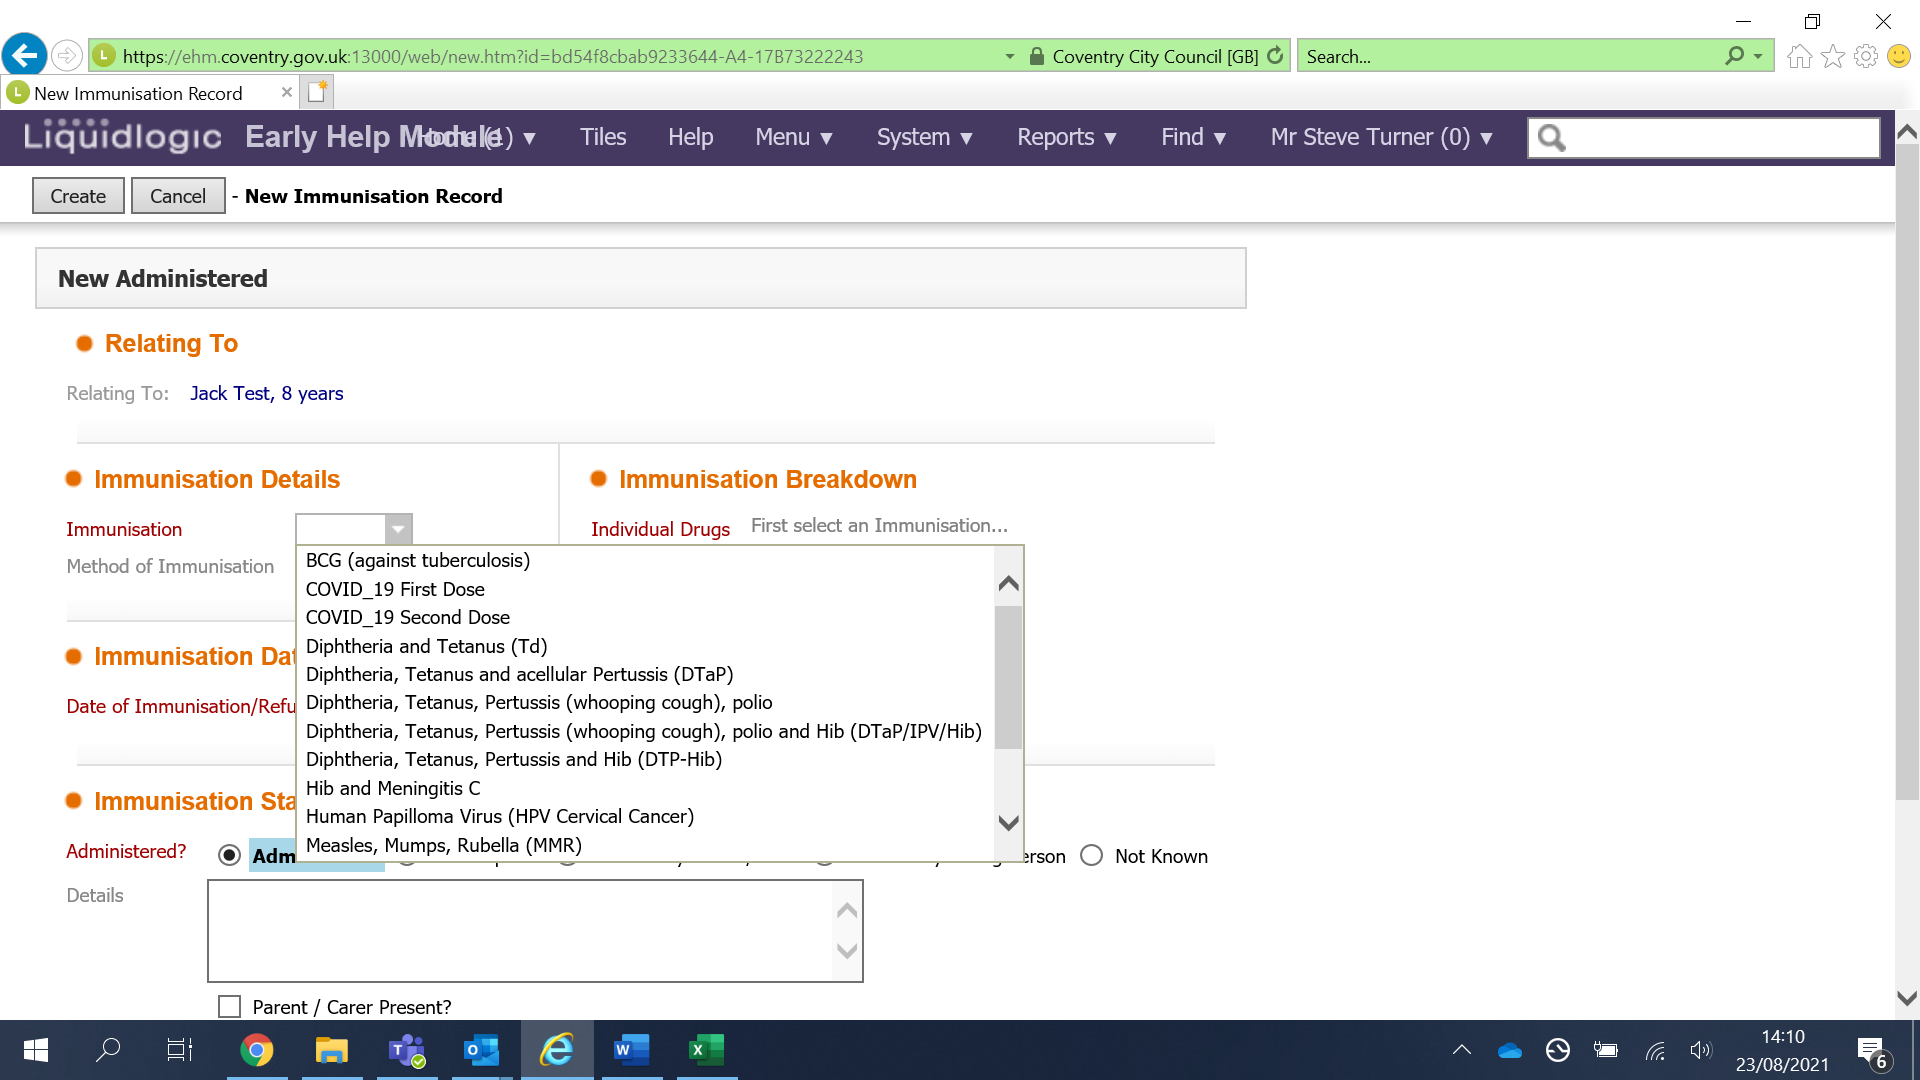 https://ehm.coventry.gov.uk:13000/web/new.htm?id=bd54f8cbab9233644-A4-17B73222243
Coventry City Council [GB]
Search...
New Immunisation Record
Liquidlogic Early Help Module (1) ▼ Tiles Help Menu ▼ System ▼ Reports ▼ Find ▼ Mr Steve Turner (0) ▼
Create Cancel - New Immunisation Record
New Administered
Relating To
Relating To: Jack Test, 8 years
Immunisation Details
Immunisation Breakdown
Immunisation
Individual Drugs First select an Immunisation...
Method of Immunisation
BCG (against tuberculosis)
COVID_19 First Dose
COVID_19 Second Dose
Diphtheria and Tetanus (Td)
Diphtheria, Tetanus and acellular Pertussis (DTaP)
Diphtheria, Tetanus, Pertussis (whooping cough), polio
Diphtheria, Tetanus, Pertussis (whooping cough), polio and Hib (DTaP/IPV/Hib)
Diphtheria, Tetanus, Pertussis and Hib (DTP-Hib)
Hib and Meningitis C
Human Papilloma Virus (HPV Cervical Cancer)
Measles, Mumps, Rubella (MMR)
Immunisation Dat
Date of Immunisation/Refu
Immunisation Sta
Administered? Adm erson Not Known
Details
Parent / Carer Present?
14:10
23/08/2021
6